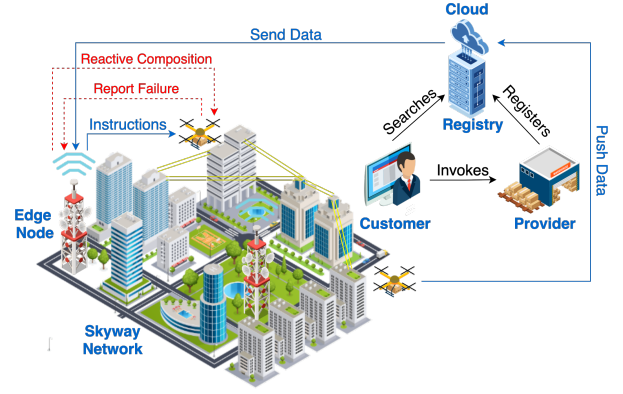 Cloud
Send Data
Reactive Composition
Report Failure
Instructions
Searches
Registry
Registers
Push Data
Invokes
Customer
Provider
Edge
Node
Skyway
Network